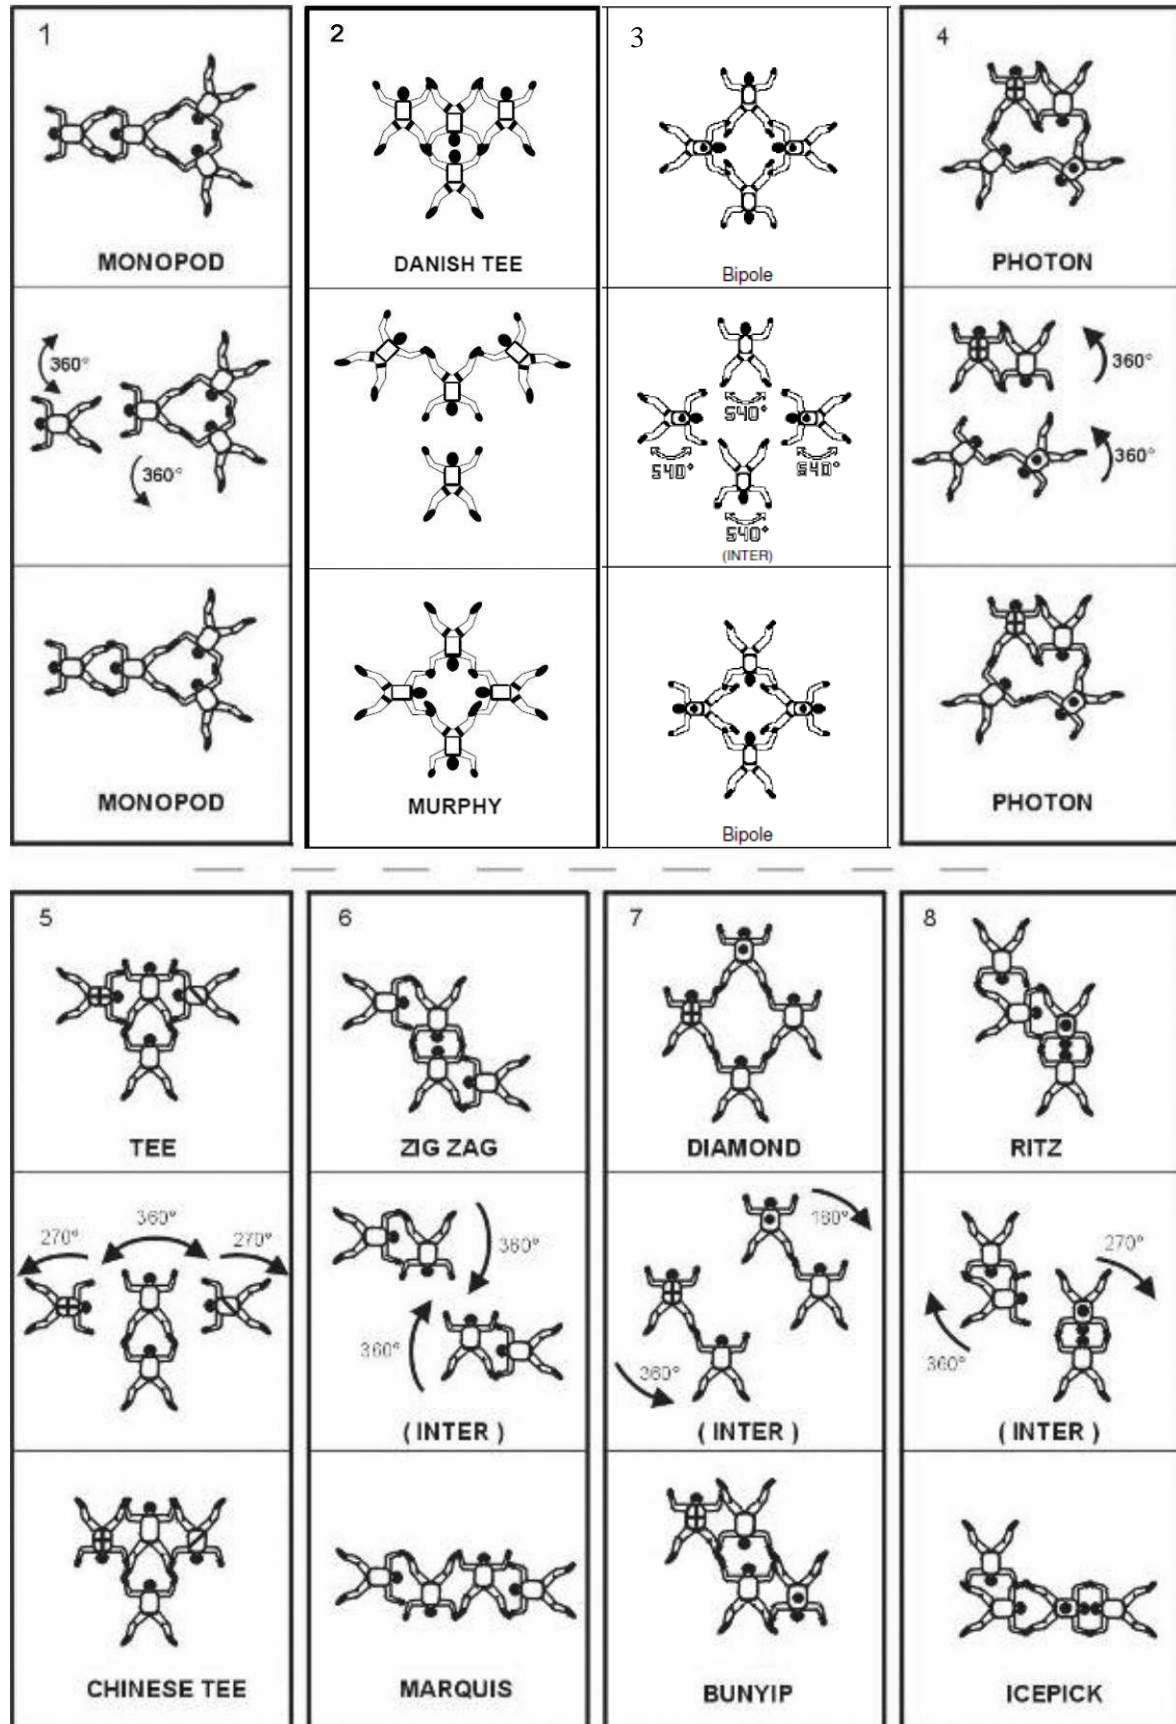 1
MONOPOD
360°
360°
MONOPOD
2
DANISH TEE
MURPHY
3
Bipole
540°
540°
540°
540°
(INTER)
Bipole
4
PHOTON
360°
360°
PHOTON
5
TEE
270°
360°
270°
CHINESE TEE
6
ZIG ZAG
360°
360°
( INTER )
MARQUIS
7
DIAMOND
180°
360°
( INTER )
BUNYIP
8
RITZ
270°
360°
( INTER )
ICEPICK